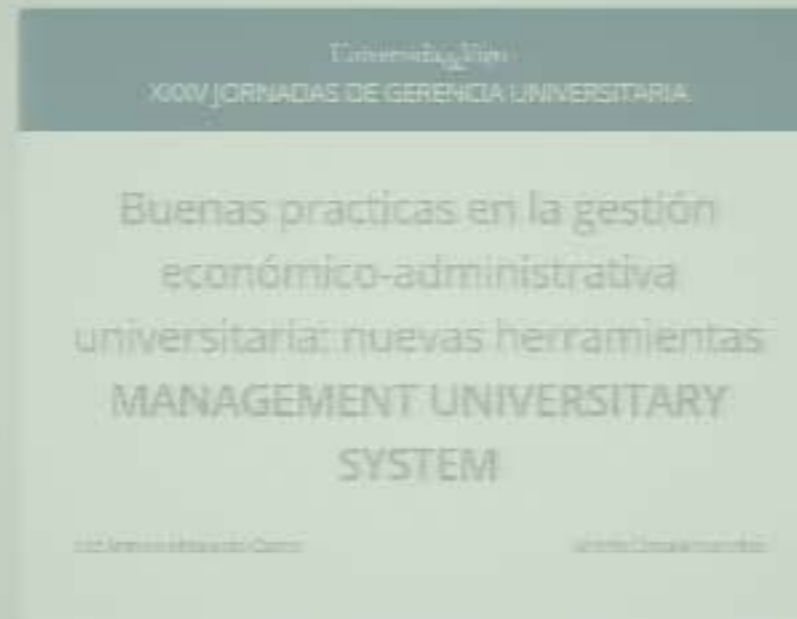 XXXIV JORNADAS DE GERENCIA UNIVERSITARIA
Buenas practicas en la gestión
económico-administrativa
universitaria: nuevas herramientas
MANAGEMENT UNIVERSITARY
SYSTEM